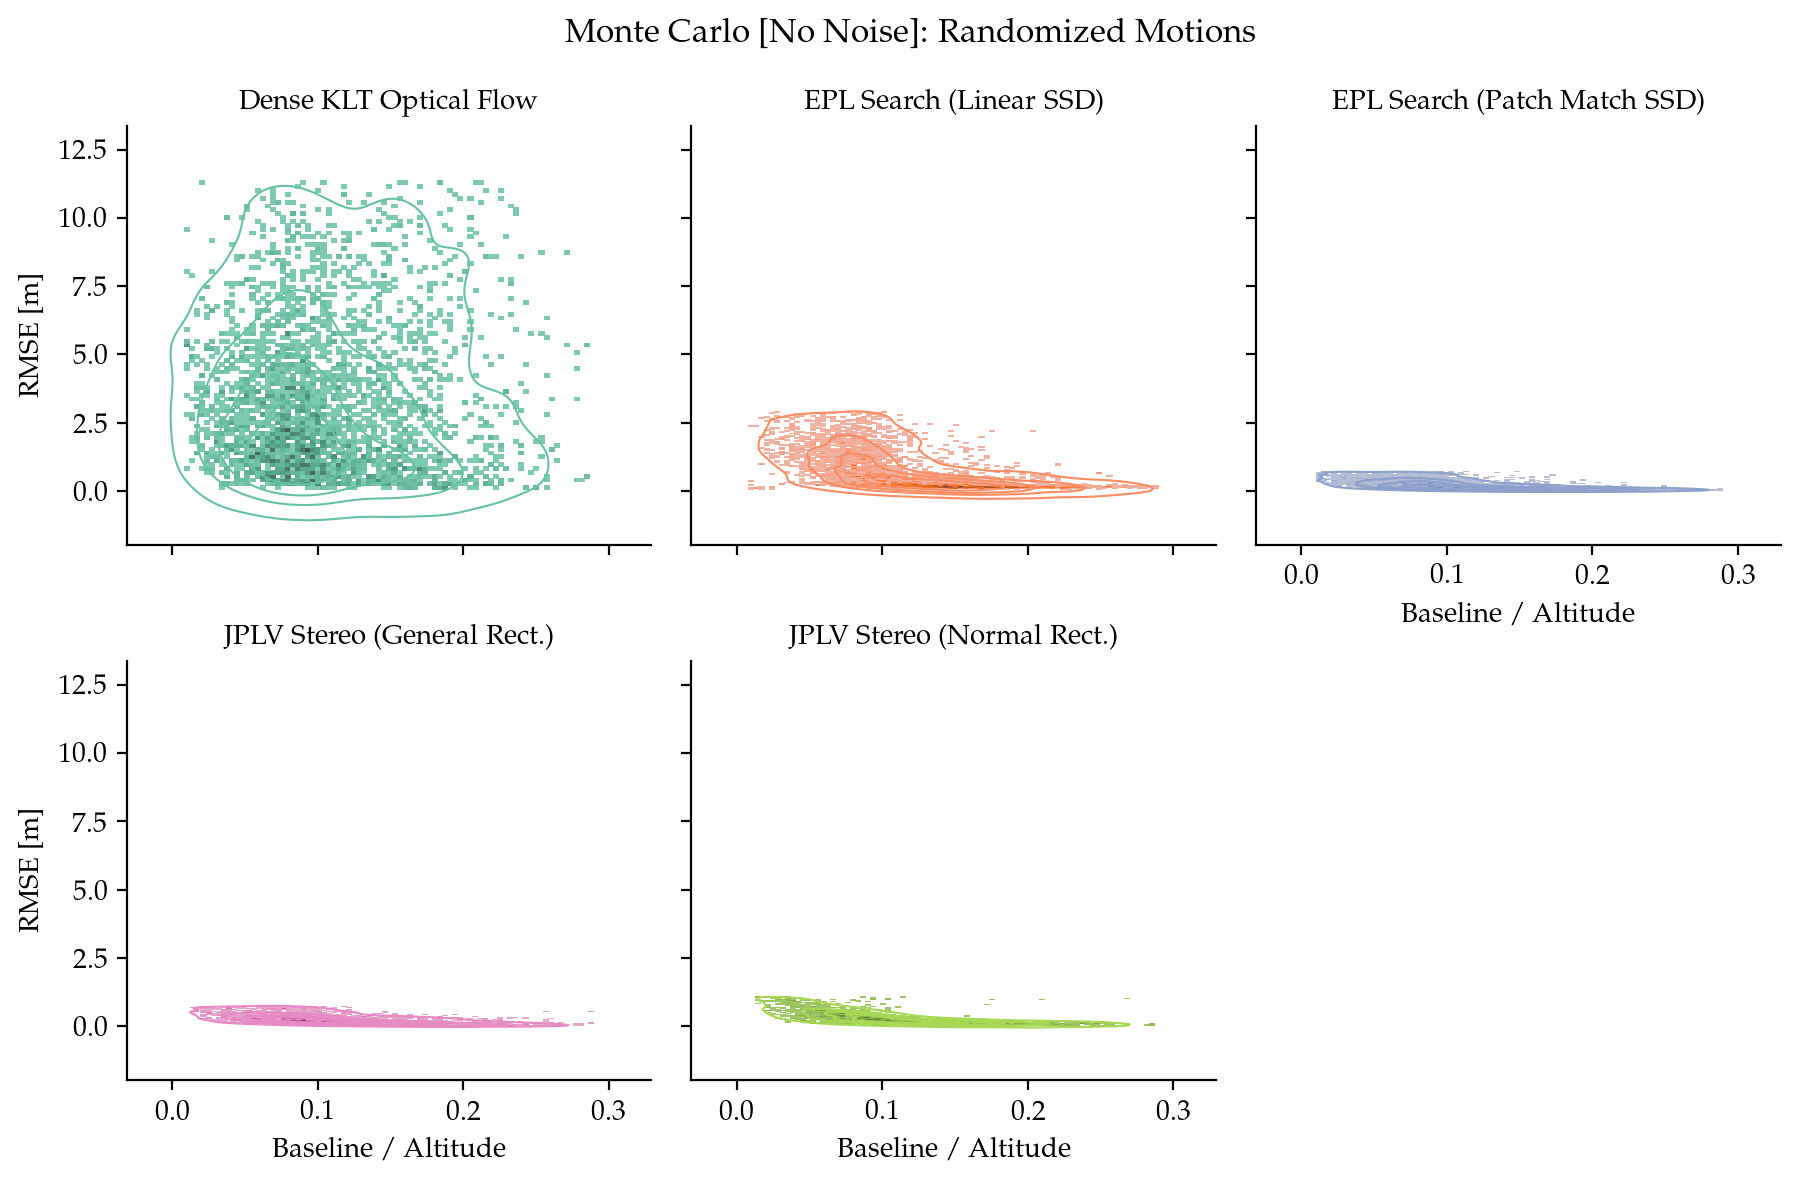 Monte Carlo [No Noise]: Randomized Motions
Dense KLT Optical Flow
EPL Search (Linear SSD)
EPL Search (Patch Match SSD)
12.5
10.0
7.5
5.0
2.5
0.0
RMSE [m]
0.0 0.1 0.2 0.3
Baseline / Altitude
JPLV Stereo (General Rect.)
JPLV Stereo (Normal Rect.)
12.5
10.0
7.5
5.0
2.5
0.0
RMSE [m]
0.0 0.1 0.2 0.3
Baseline / Altitude
0.0 0.1 0.2 0.3
Baseline / Altitude